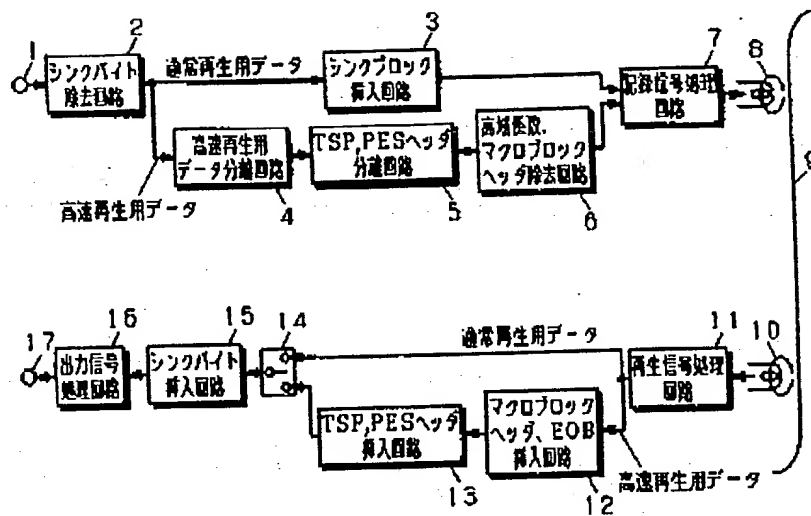 1
2
シンクバイト
除去回路
通常再生用データ
3
シンクブロック
挿入回路
7
記録信号処理
回路
8
9
高速再生用
データ分離回路
4
TSP,PESヘッダ
分離回路
5
高域係数、
マクロブロック
ヘッダ除去回路
6
高速再生用データ
17
16
出力信号
処理回路
15
シンクバイト
挿入回路
14
通常再生用データ
11
再生信号処理
回路
10
TSP,PESヘッダ
挿入回路
13
マクロブロック
ヘッダ、EOB
挿入回路
12
高速再生用データ